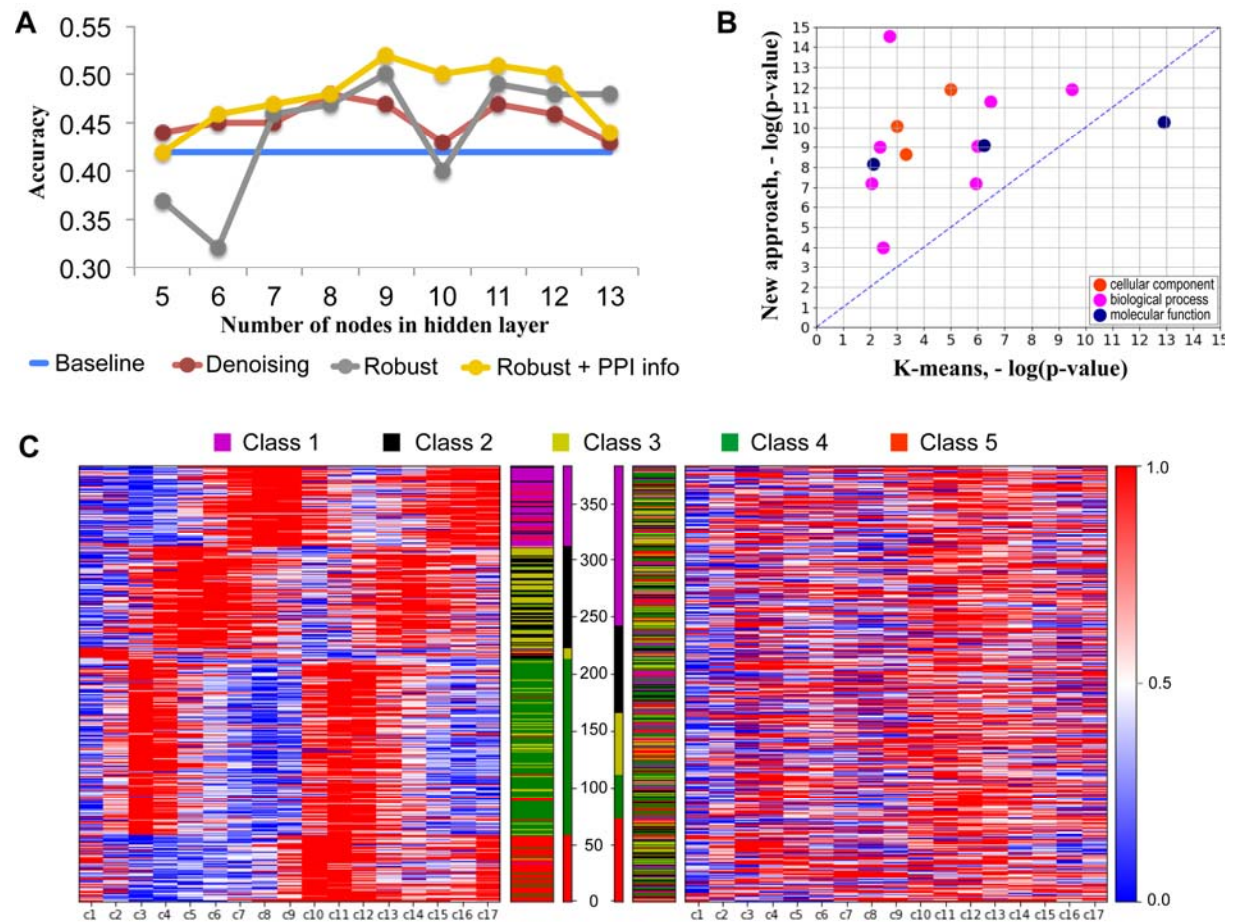 A
0.55
0.50
0.45
0.40
0.35
0.30
Accuracy
5 6 7 8 9 10 11 12 13
Number of nodes in hidden layer
Baseline Denoising Robust Robust + PPI info
B
15
14
13
12
11
10
9
8
7
6
5
4
3
2
1
0
New approach, - log(p-value)
cellular component
biological process
molecular function
0 1 2 3 4 5 6 7 8 9 10 11 12 13 14 15
K-means, - log(p-value)
C
Class 1 Class 2 Class 3 Class 4 Class 5
350
300
250
200
150
100
50
0
1.0
0.5
0.0
c1 c2 c3 c4 c5 c6 c7 c8 c9 c10 c11 c12 c13 c14 c15 c16 c17
c1 c2 c3 c4 c5 c6 c7 c8 c9 c10 c11 c12 c13 c14 c15 c16 c17